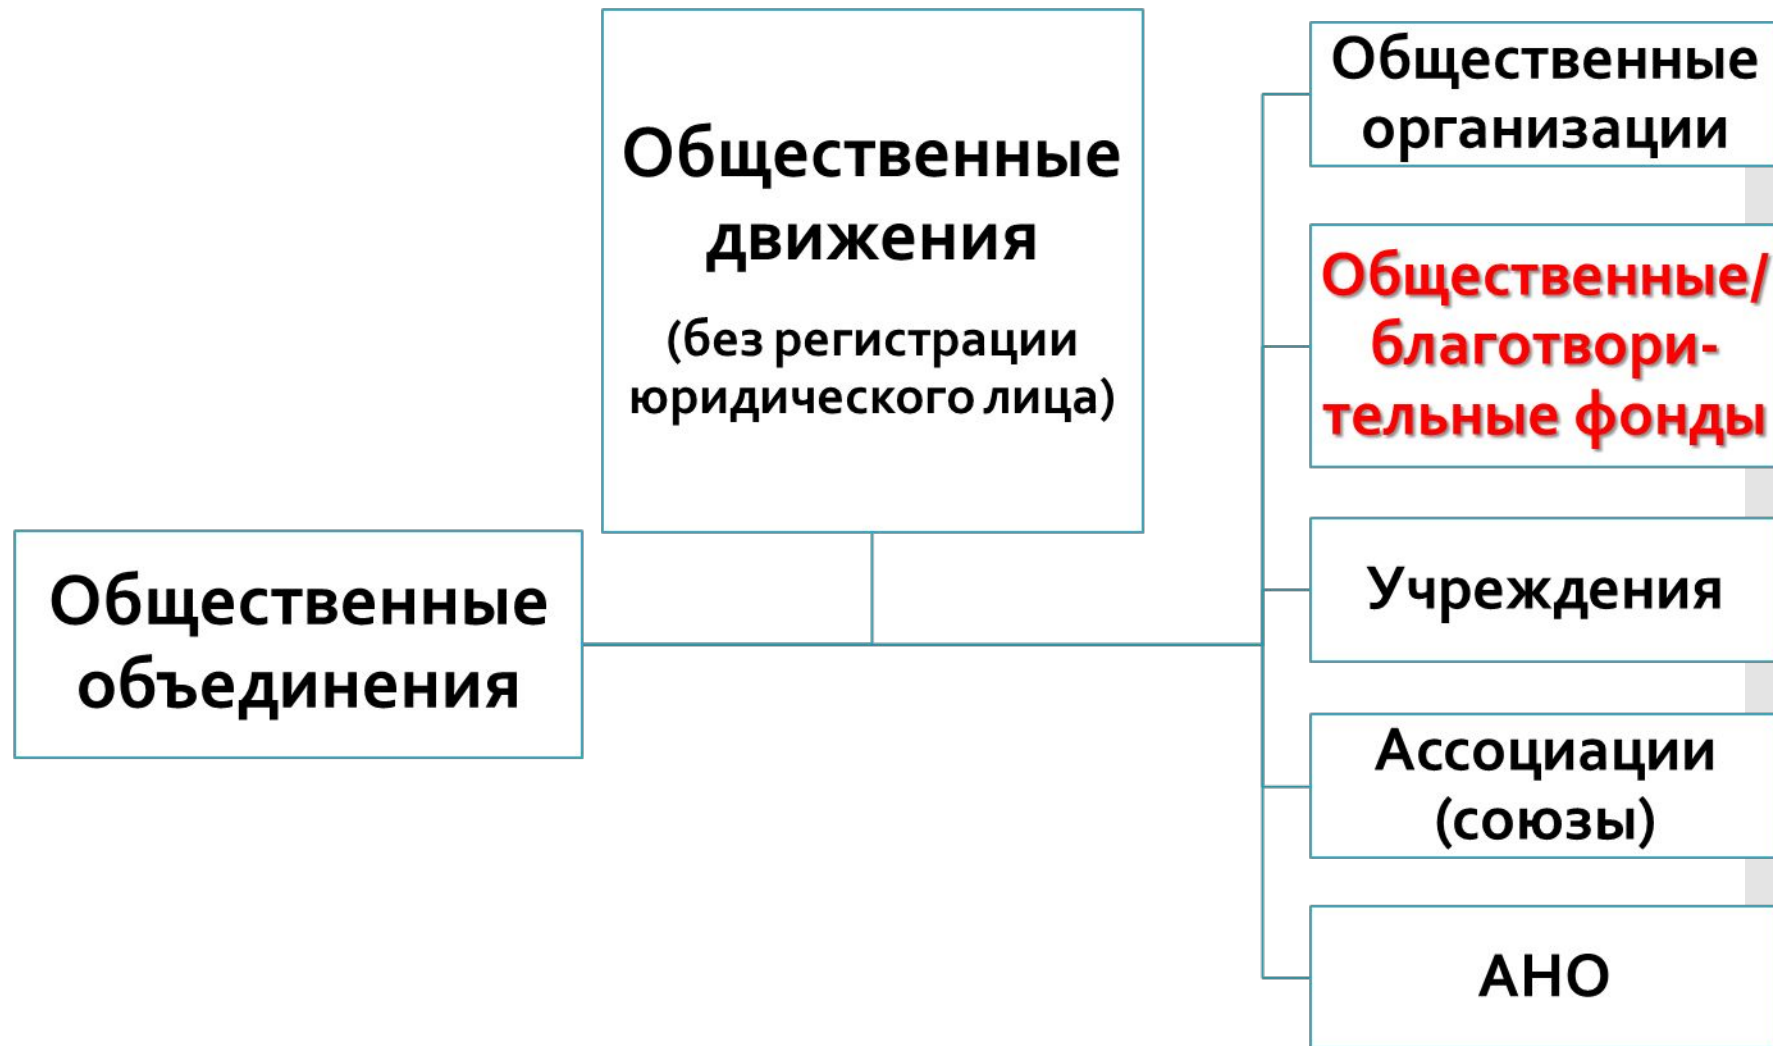 Общественные
объединения
Общественные
движения
(без регистрации
юридического лица)
Общественные
организации
Общественные/
благотвори-
тельные фонды
Учреждения
Ассоциации
(союзы)
АНО